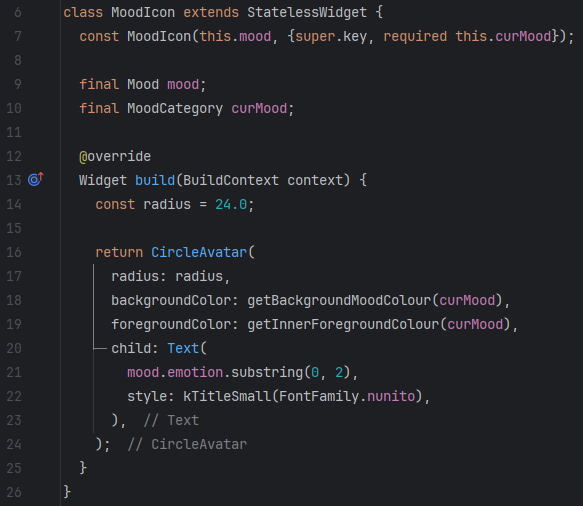 6 class MoodIcon extends StatelessWidget {
7   const MoodIcon(this.mood, {super.key, required this.curMood});
8
9   final Mood mood;
10   final MoodCategory curMood;
11
12   @override
13   Widget build(BuildContext context) {
14     const radius = 24.0;
15
16     return CircleAvatar(
17       radius: radius,
18       backgroundColor: getBackgroundMoodColour(curMood),
19       foregroundColor: getInnerForegroundColour(curMood),
20       child: Text(
21         mood.emotion.substring(0, 2),
22         style: kTitleSmall(FontFamily.nunito),
23       ),  // Text
24     );  // CircleAvatar
25   }
26 }